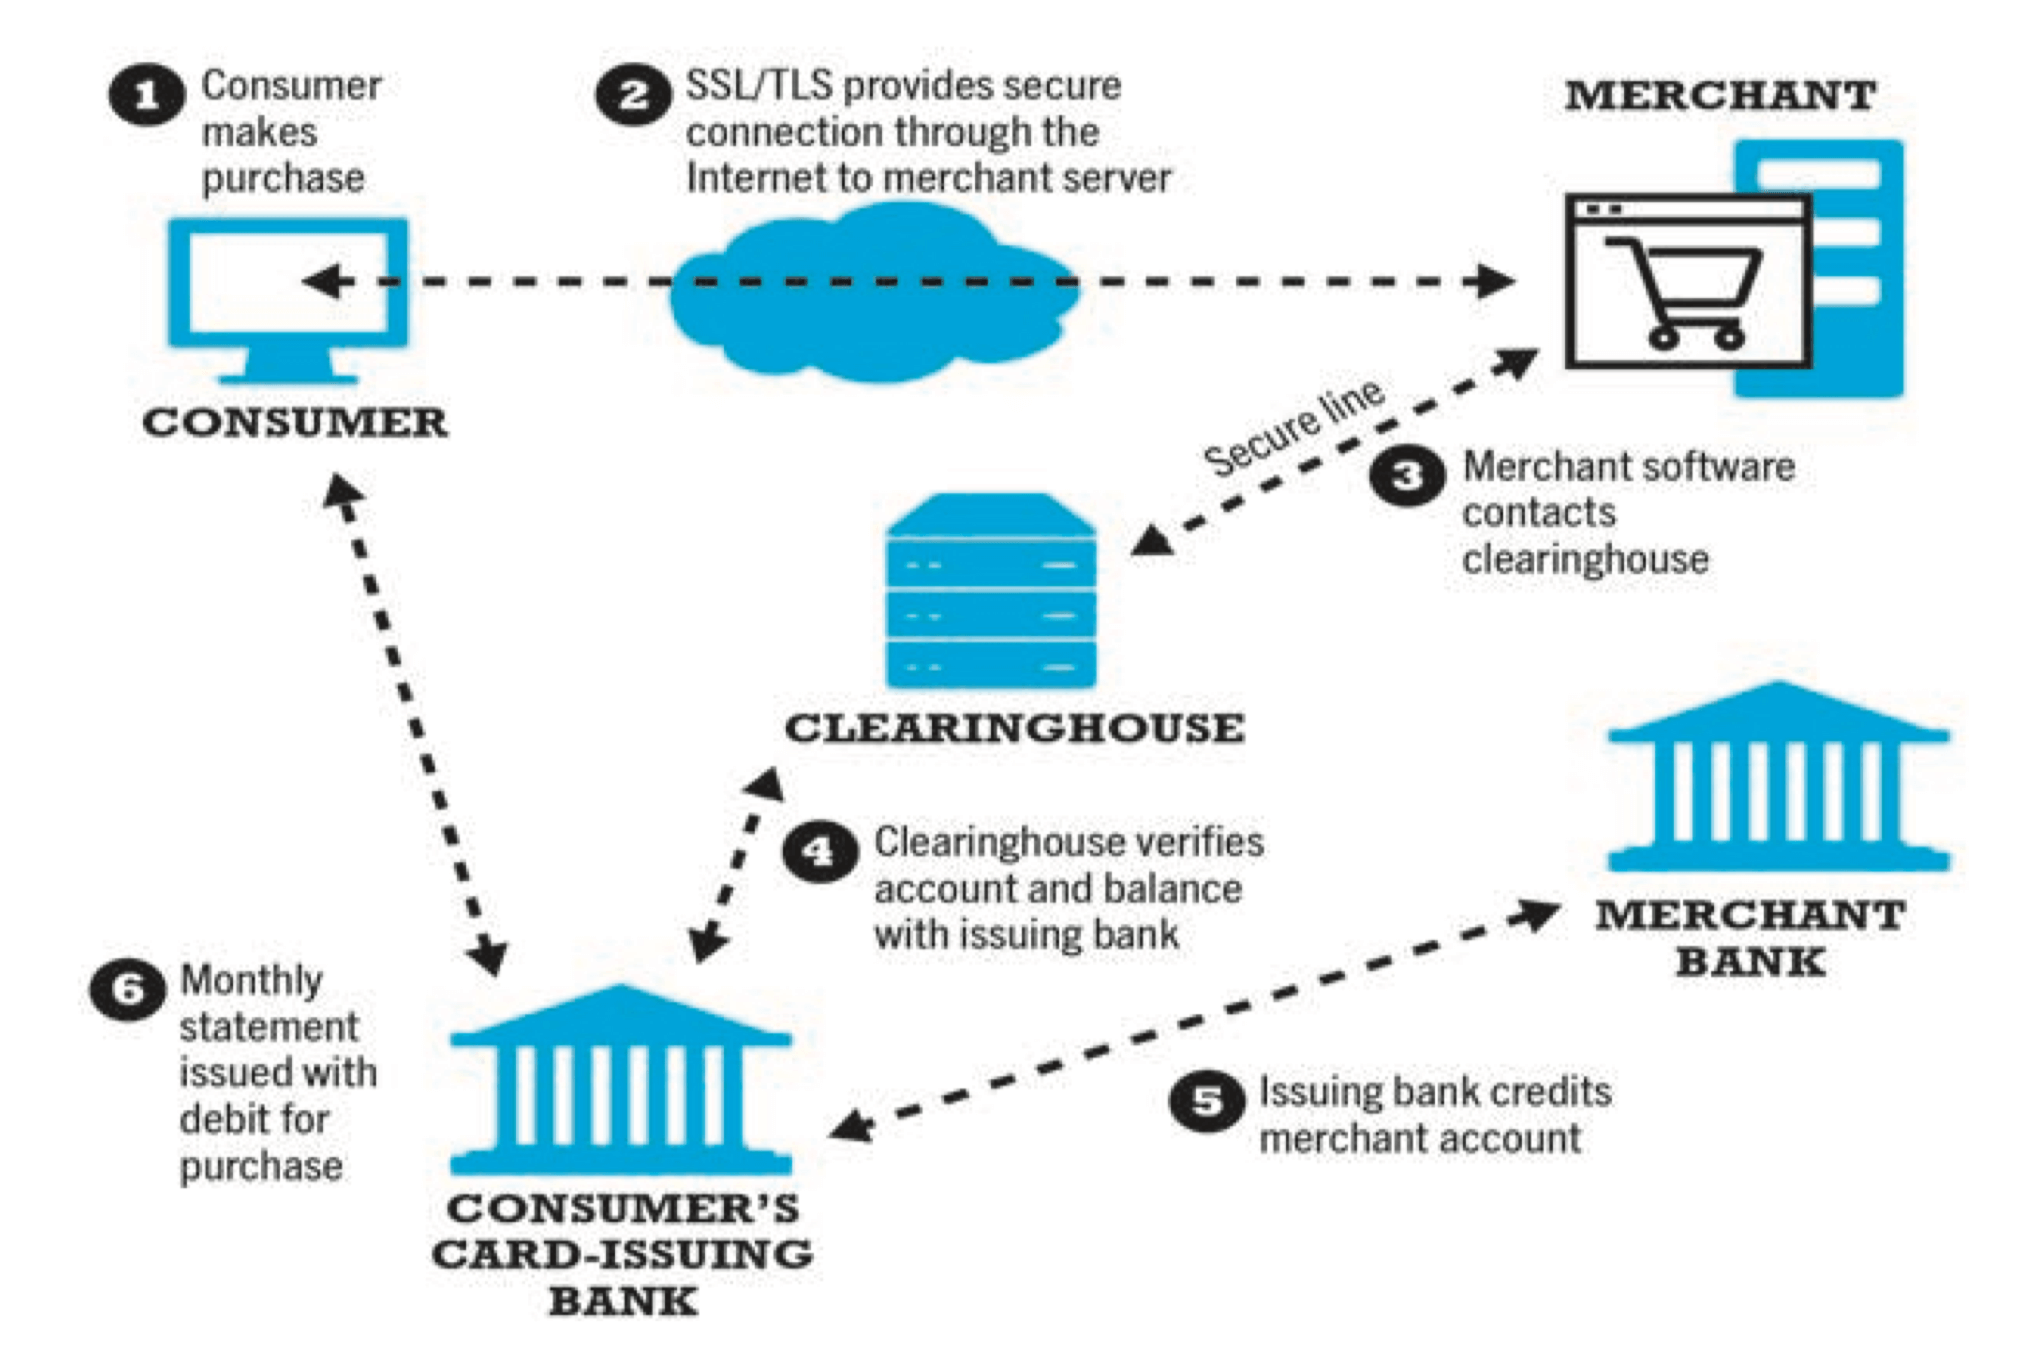 1 Consumer
makes
purchase
2 SSL/TLS provides secure
connection through the
Internet to merchant server
MERCHANT
CONSUMER
Secure line
3 Merchant software
contacts
clearinghouse
CLEARINGHOUSE
4 Clearinghouse verifies
account and balance
with issuing bank
MERCHANT
BANK
5 Issuing bank credits
merchant account
6 Monthly
statement
issued with
debit for
purchase
CONSUMER'S
CARD-ISSUING
BANK